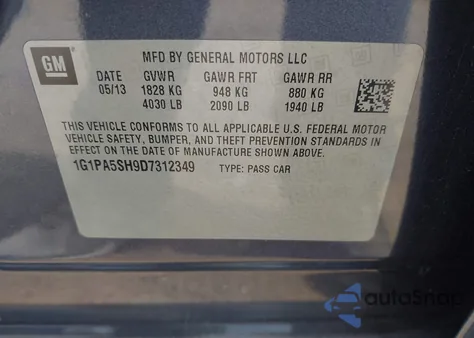 GM
MFD BY GENERAL MOTORS LLC
DATE GVWR GAWR FRT GAWR RR
05/13 1828 KG 948 KG 880 KG
4030 LB 2090 LB 1940 LB
THIS VEHICLE CONFORMS TO ALL APPLICABLE U.S. FEDERAL MOTOR
VEHICLE SAFETY, BUMPER, AND THEFT PREVENTION STANDARDS IN
EFFECT ON THE DATE OF MANUFACTURE SHOWN ABOVE.
1G1PA5SH9D7312349 TYPE: PASS CAR
autoSnap